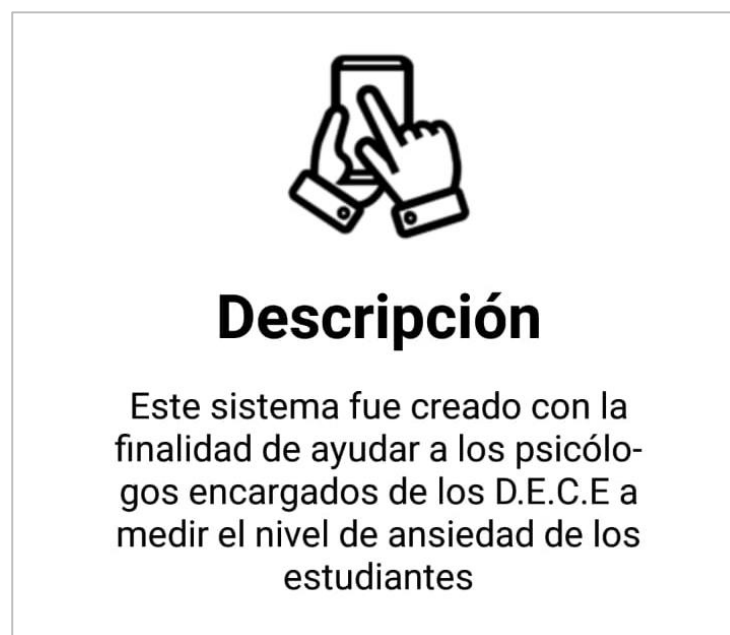 Descripción
Este sistema fue creado con la
finalidad de ayudar a los psicólo-
gos encargados de los D.E.C.E a
medir el nivel de ansiedad de los
estudiantes